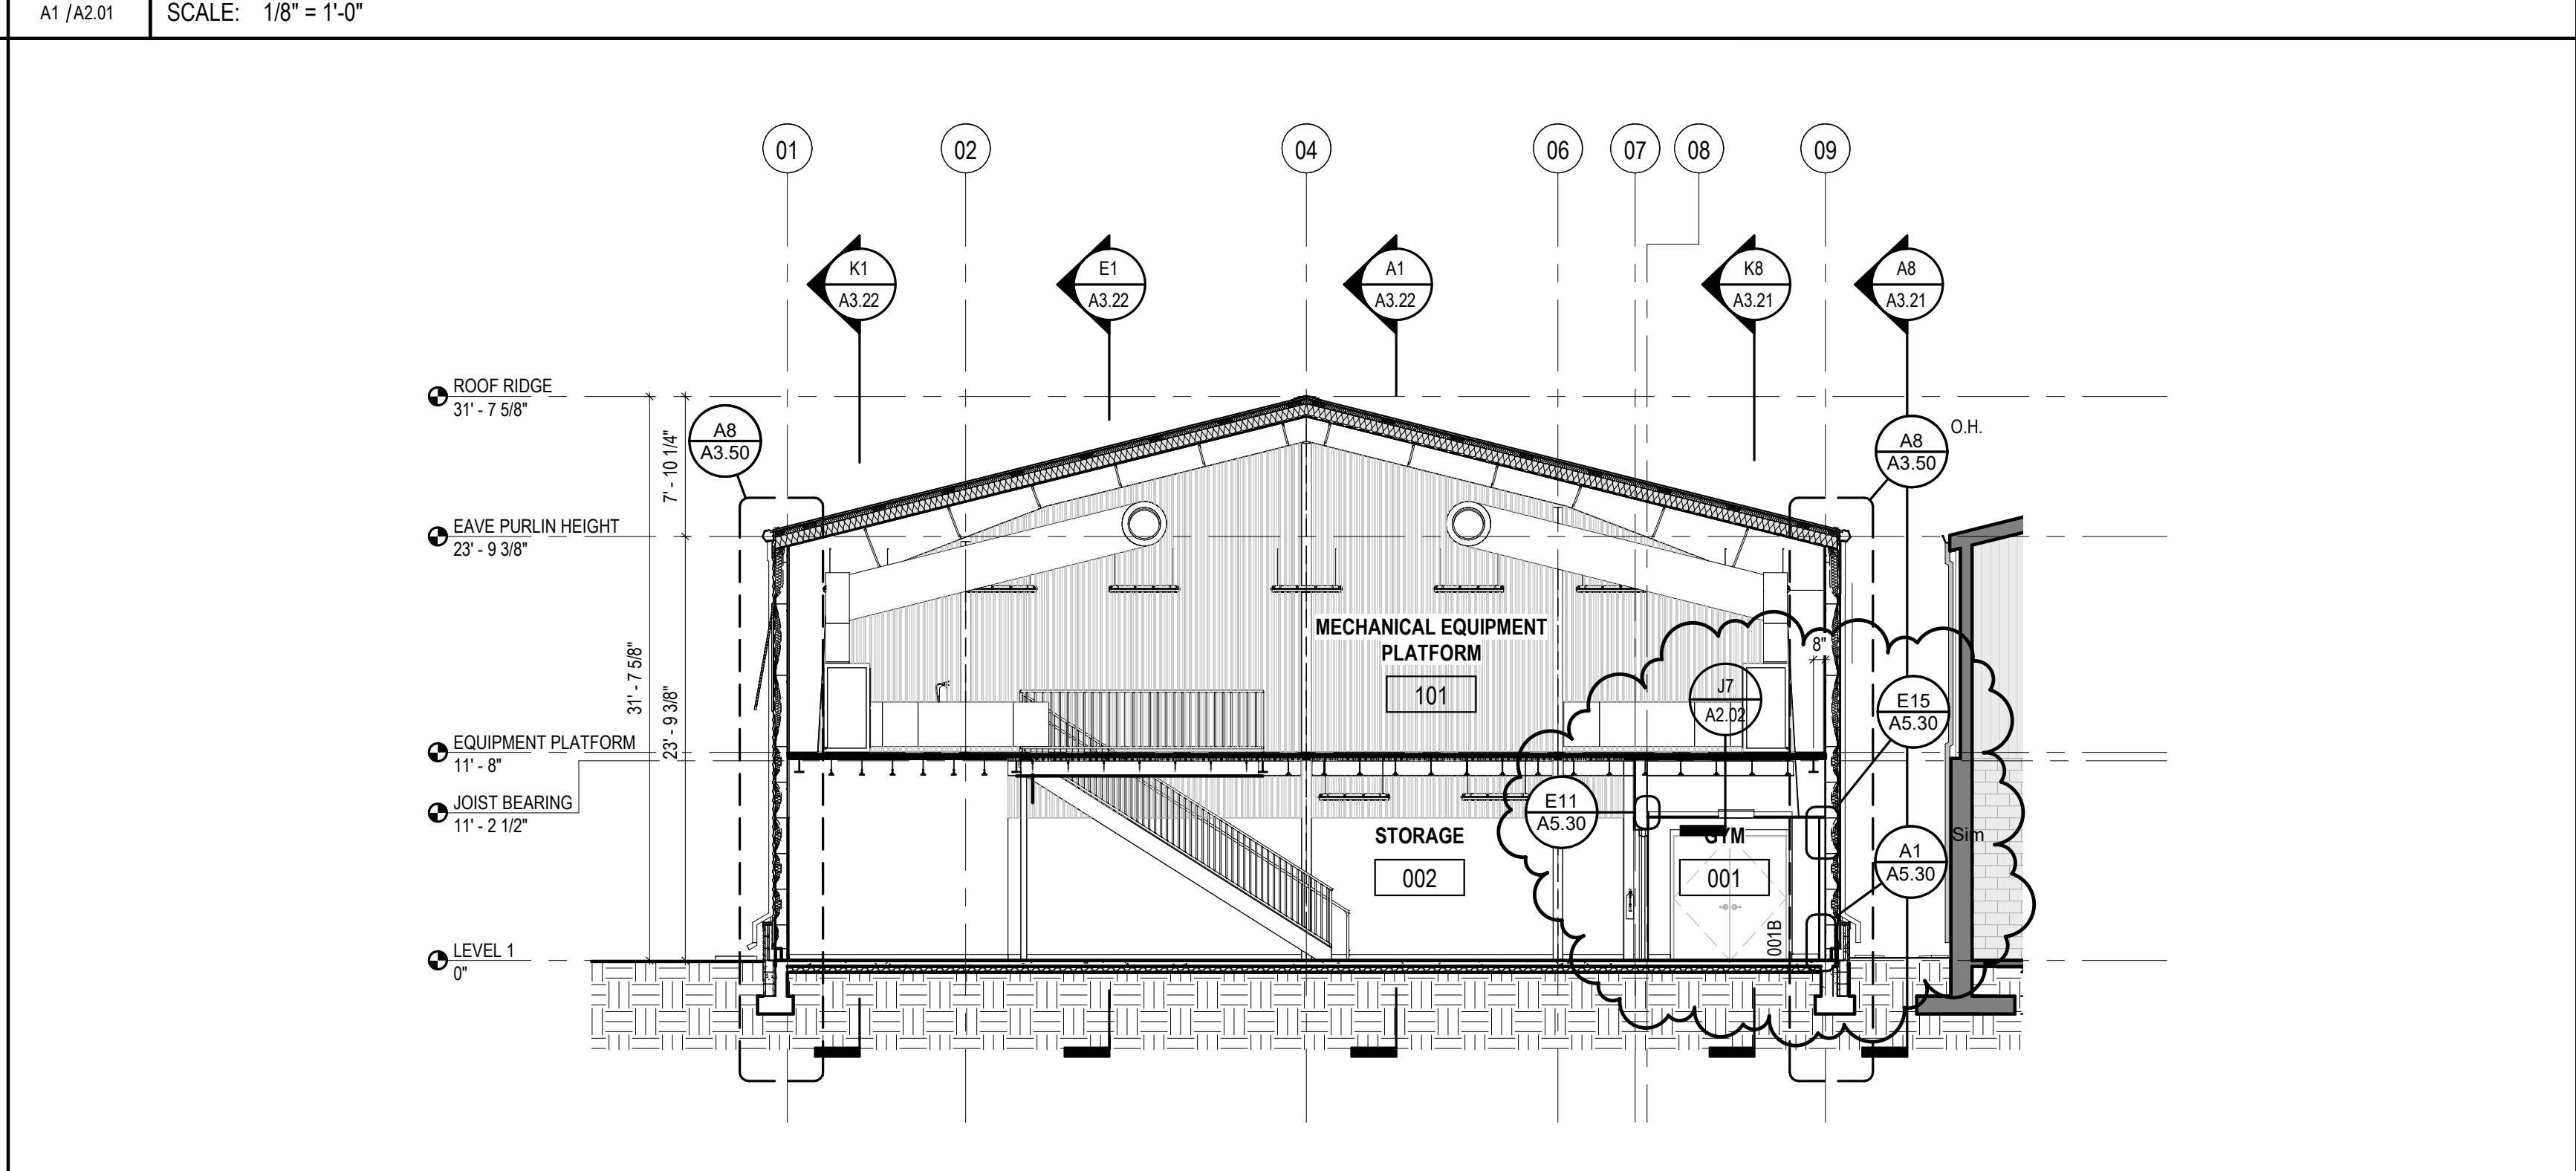 A1 / A2.01
SCALE: 1/8" = 1'-0"
01
02
04
06
07
08
09
K1
A3.22
E1
A3.22
A1
A3.22
K8
A3.21
A8
A3.21
ROOF RIDGE
31' - 7 5/8"
A8
A3.50
7' - 10 1/4"
A8
A3.50
O.H.
EAVE PURLIN HEIGHT
23' - 9 3/8"
MECHANICAL EQUIPMENT
PLATFORM
101
8"
31' - 7 5/8"
23' - 9 3/8"
J7
A2.02
E15
A5.30
EQUIPMENT PLATFORM
11' - 8"
JOIST BEARING
11' - 2 1/2"
E11
A5.30
STORAGE
002
GYM
001
Sim
A1
A5.30
001B
LEVEL 1
0"